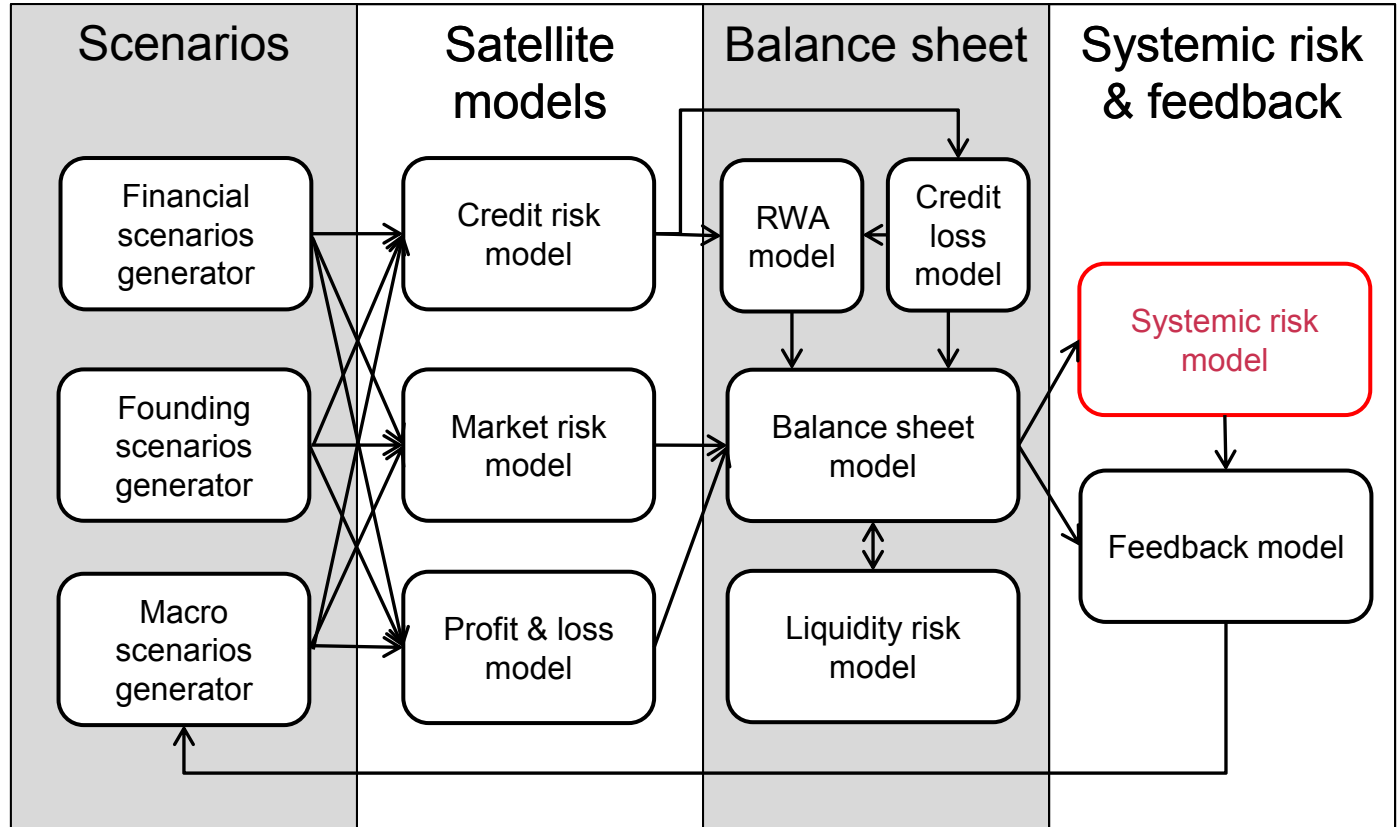 Scenarios
Satellite
models
Balance sheet
Systemic risk
& feedback
Financial
scenarios
generator
Credit risk
model
RWA
model
Credit
loss
model
Systemic risk
model
Founding
scenarios
generator
Market risk
model
Balance sheet
model
Feedback model
Macro
scenarios
generator
Profit & loss
model
Liquidity risk
model